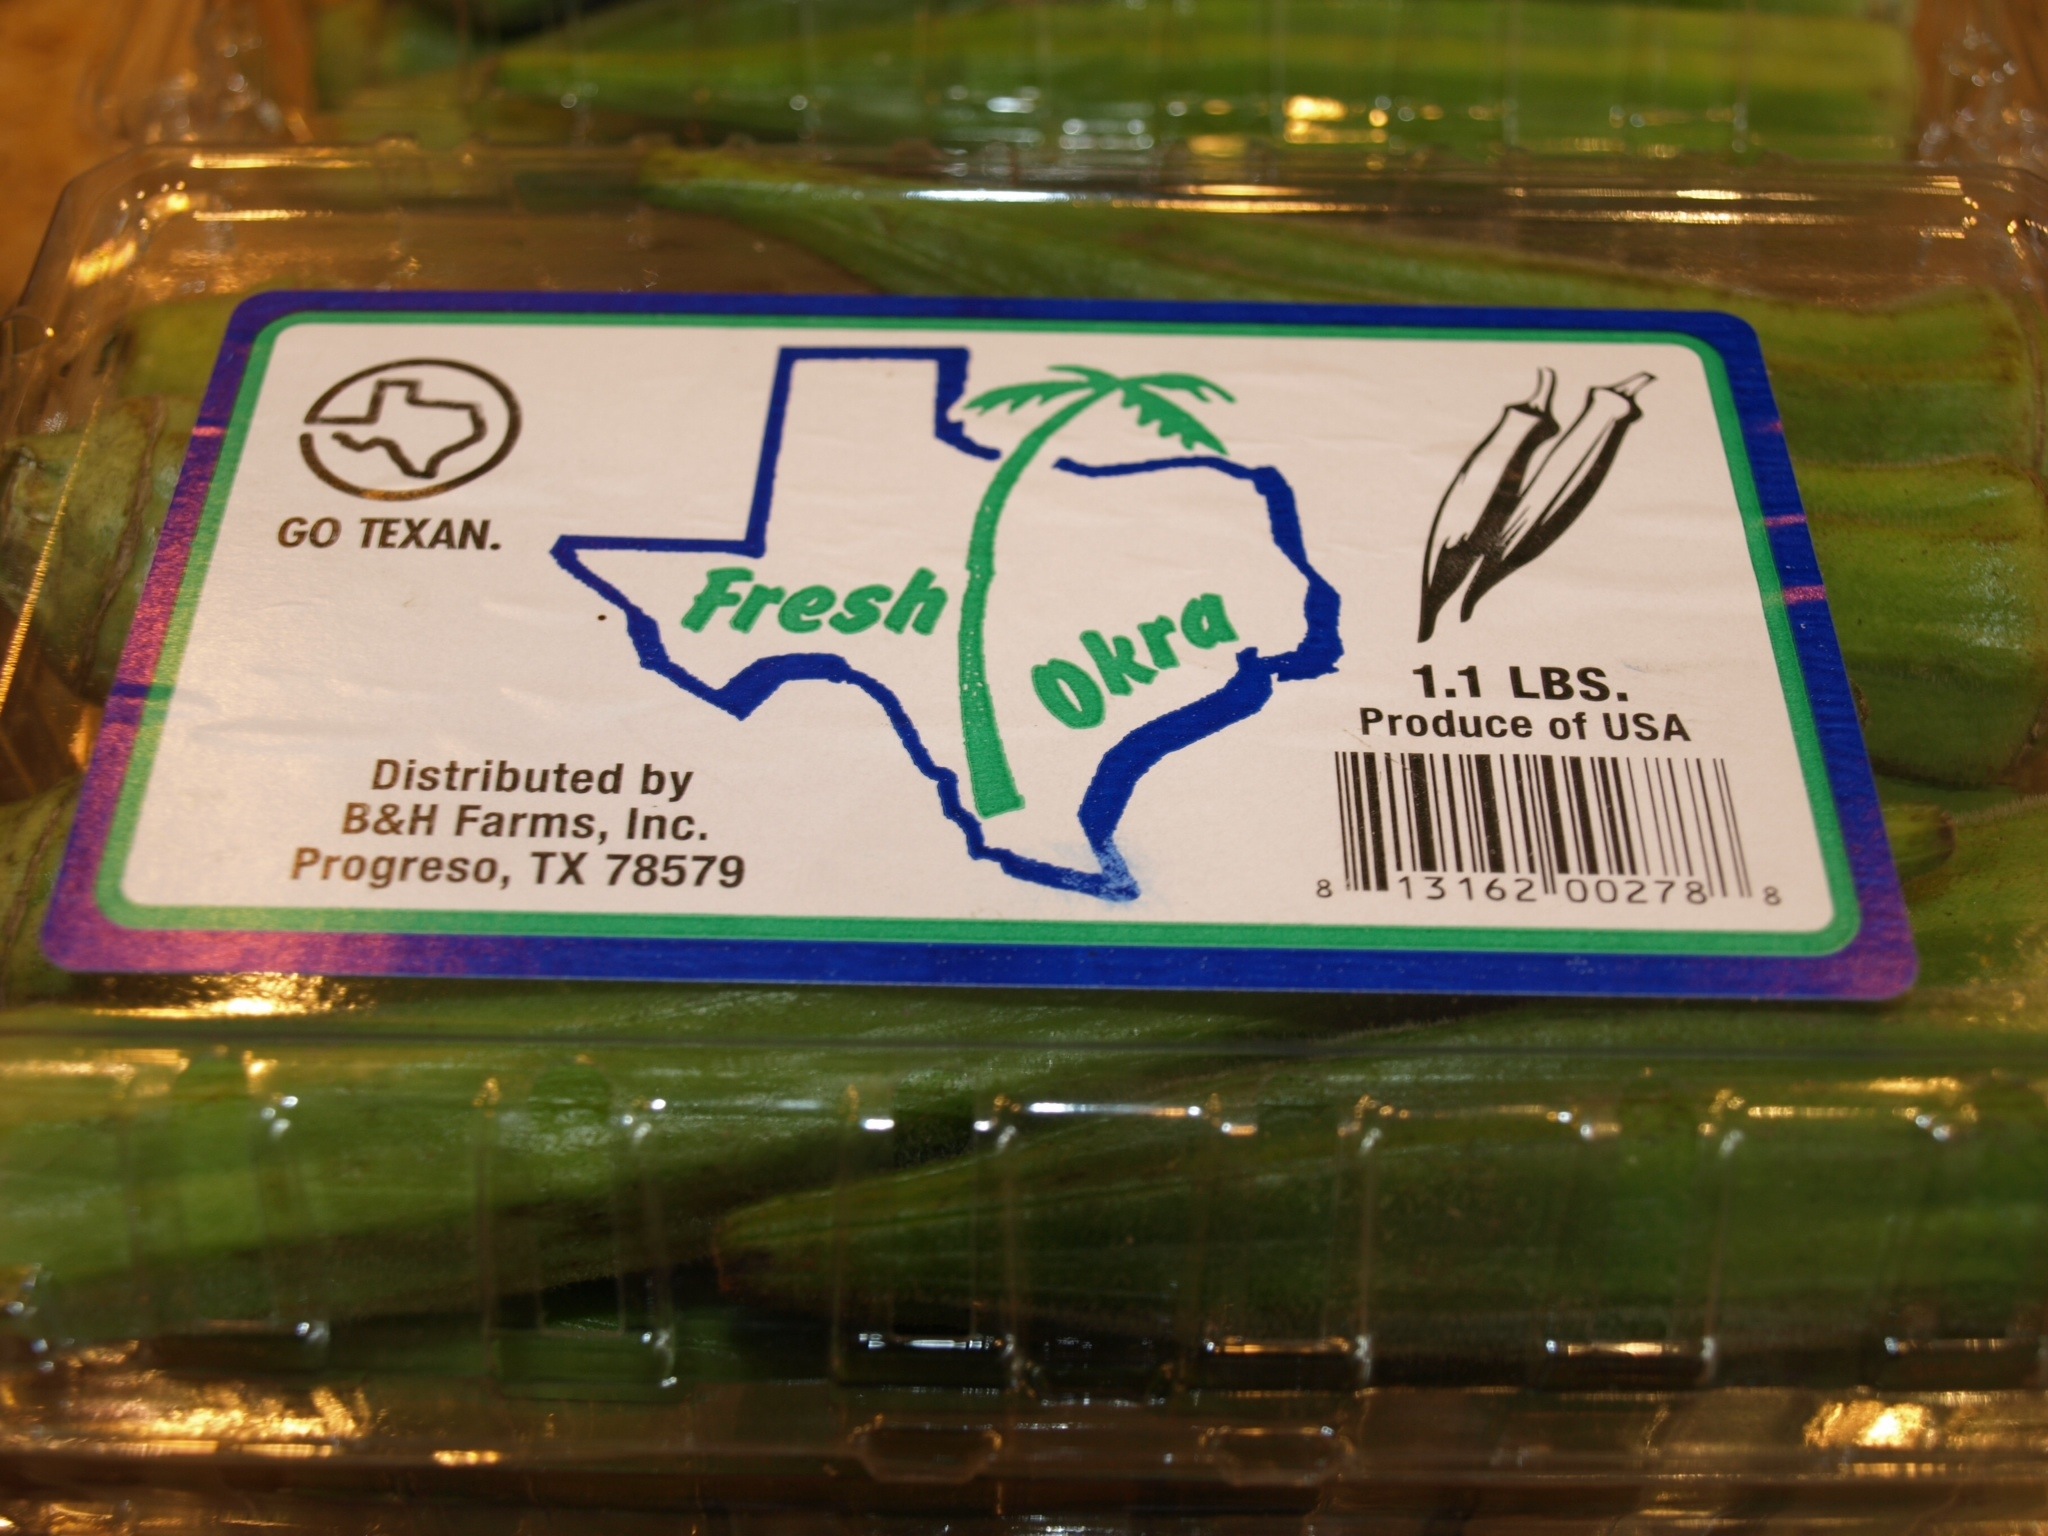 GO TEXAN.
Fresh
Okra
1.1 LBS.
Produce of USA
Distributed by
B&H Farms, Inc.
Progreso, TX 78579
8 13162 00278 8